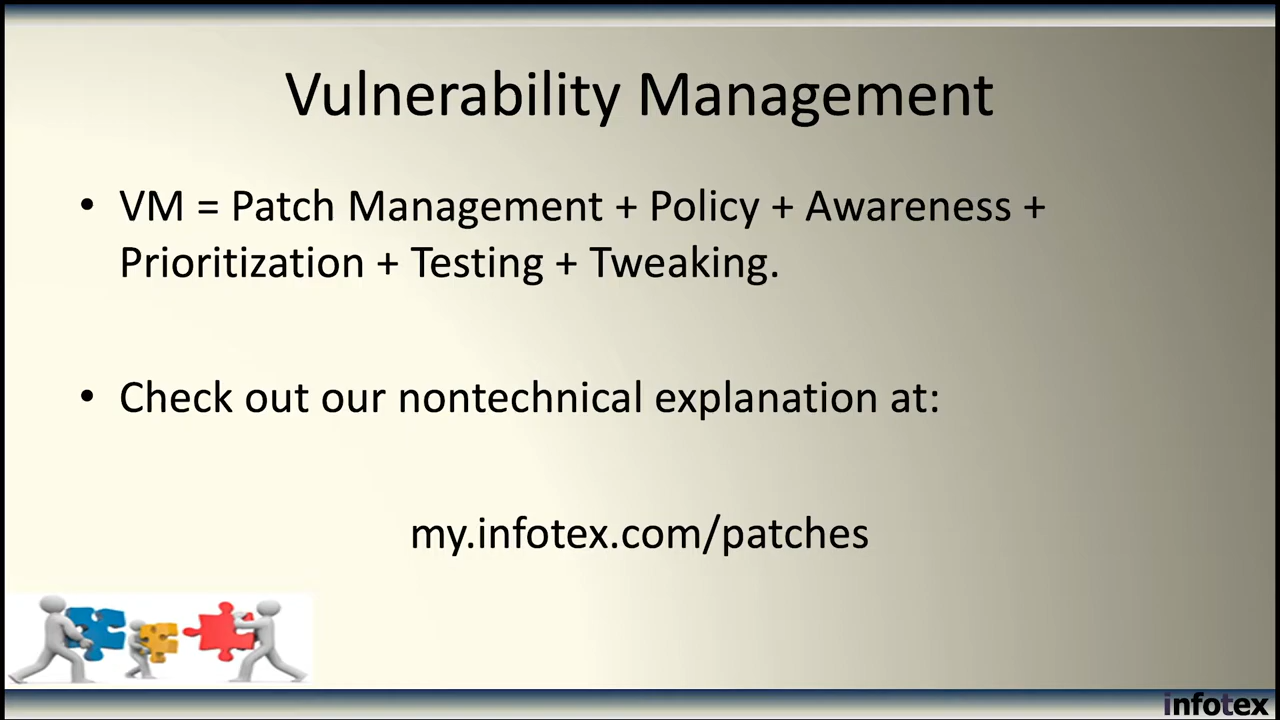 Vulnerability Management
• VM = Patch Management + Policy + Awareness +
Prioritization + Testing + Tweaking.
• Check out our nontechnical explanation at:
my.infotex.com/patches
infotex